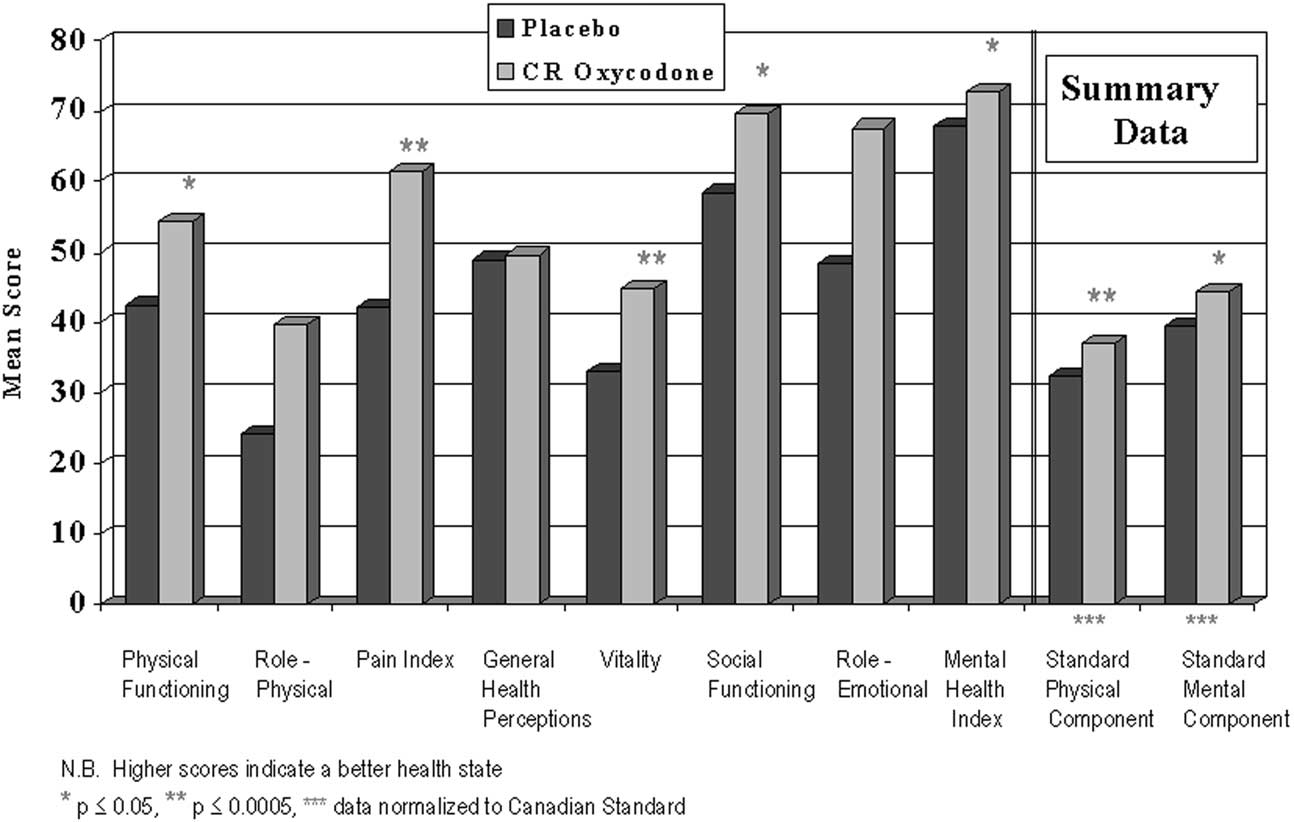 Placebo
CR Oxycodone
Summary
Data
Mean Score
80
70
60
50
40
30
20
10
0
*
**
**
*
*
**
*
***
***
Physical
Functioning
Role -
Physical
Pain Index
General
Health
Perceptions
Vitality
Social
Functioning
Role -
Emotional
Mental
Health
Index
Standard
Physical
Component
Standard
Mental
Component
N.B. Higher scores indicate a better health state
* p ≤ 0.05, ** p ≤ 0.0005, *** data normalized to Canadian Standard